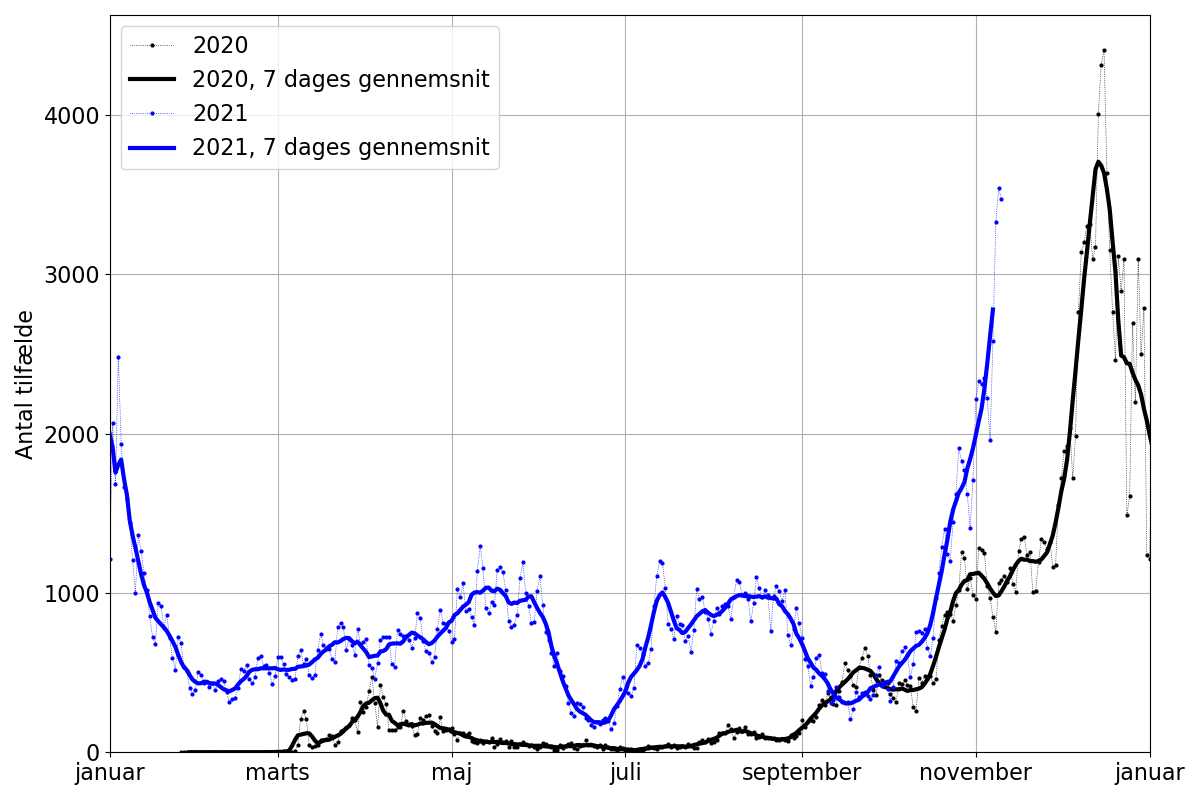 2020
2020, 7 dages gennemsnit
2021
2021, 7 dages gennemsnit
Antal tilfælde
4000
3000
2000
1000
0
januar marts maj juli september november januar